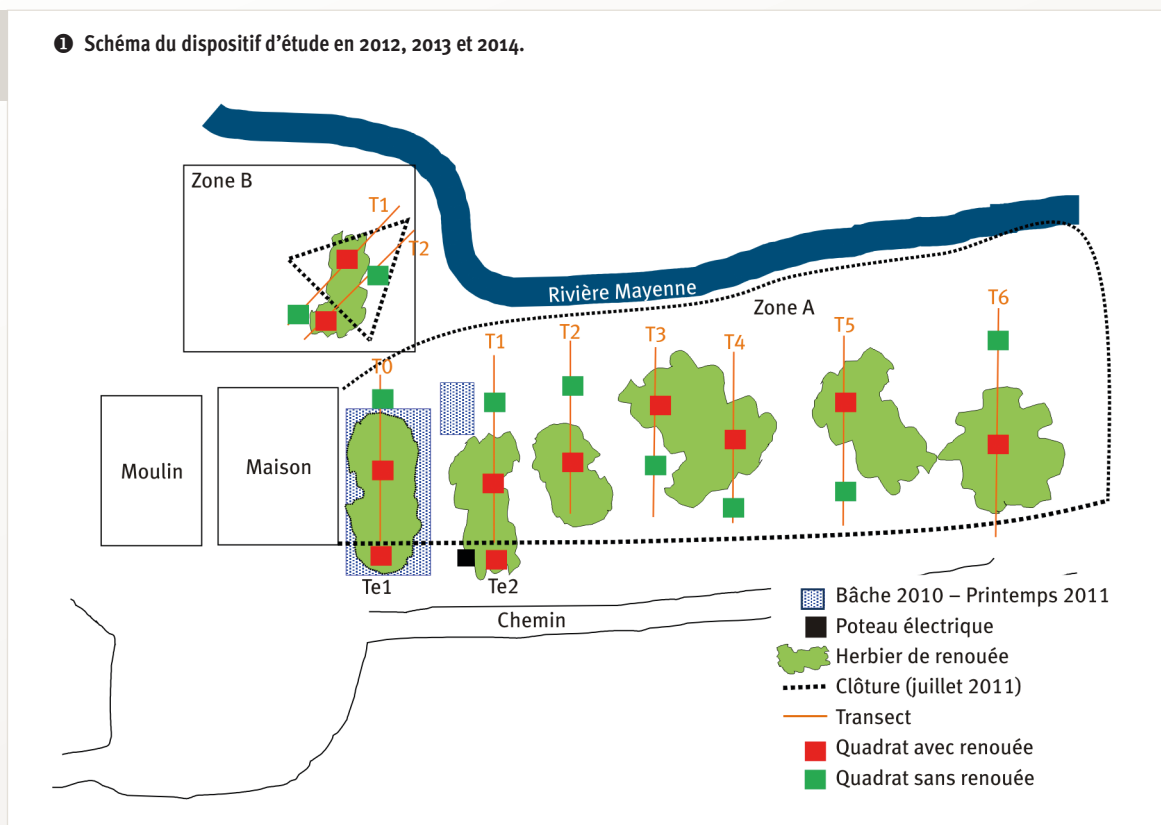 ❶ Schéma du dispositif d'étude en 2012, 2013 et 2014.
Zone B
T1
T2
Rivière Mayenne
Zone A
T6
T0
T1
T2
T3
T4
T5
Moulin
Maison
Te1
Te2
Chemin
Bâche 2010 – Printemps 2011
Poteau électrique
Herbier de renouée
Clôture (juillet 2011)
Transect
Quadrat avec renouée
Quadrat sans renouée